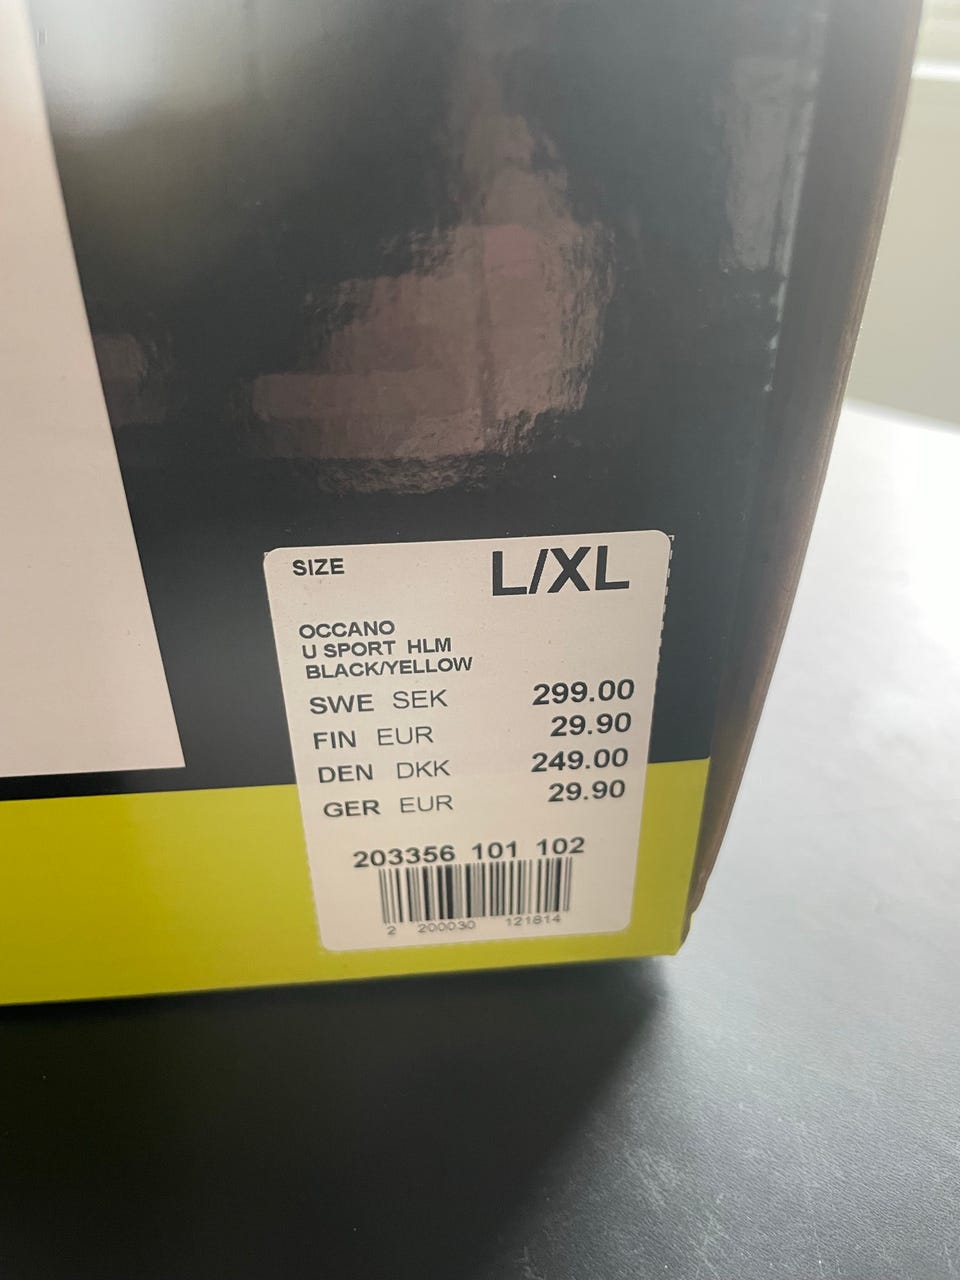 SIZE L/XL
OCCANO
U SPORT HLM
BLACK/YELLOW
SWE SEK 299.00
FIN EUR 29.90
DEN DKK 249.00
GER EUR 29.90
203356 101 102
2 200030 121814